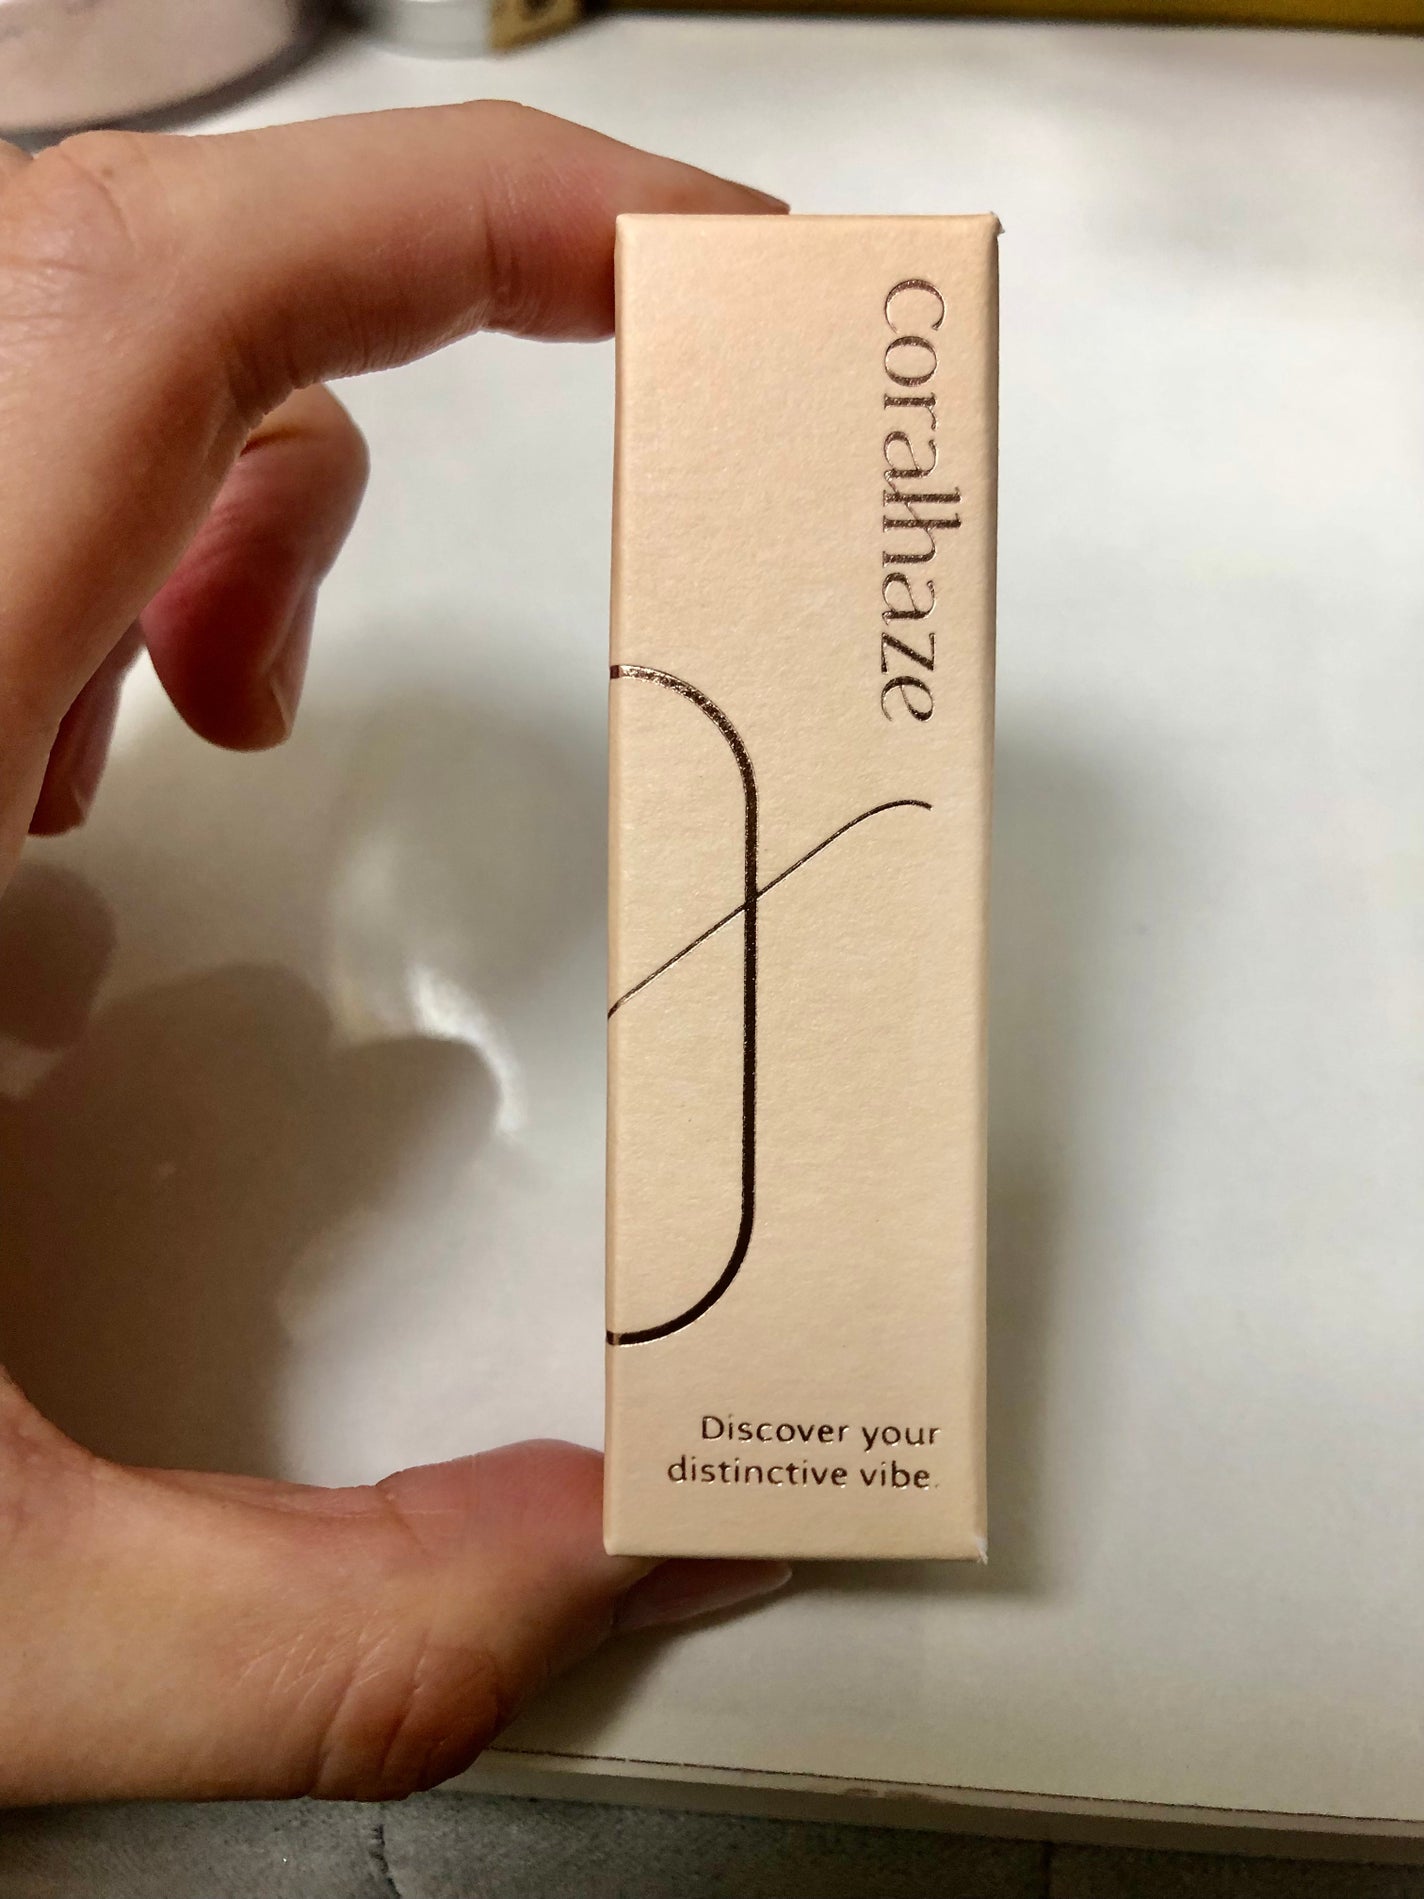 coralhaze
Discover your
distinctive vibe.